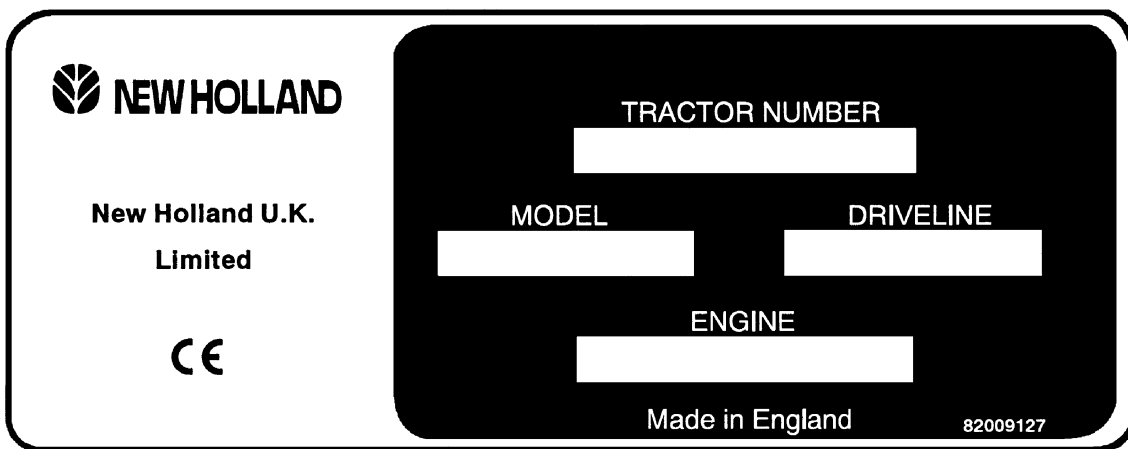 NEW HOLLAND
New Holland U.K.
Limited
CE
TRACTOR NUMBER
MODEL DRIVELINE
ENGINE
Made in England 82009127